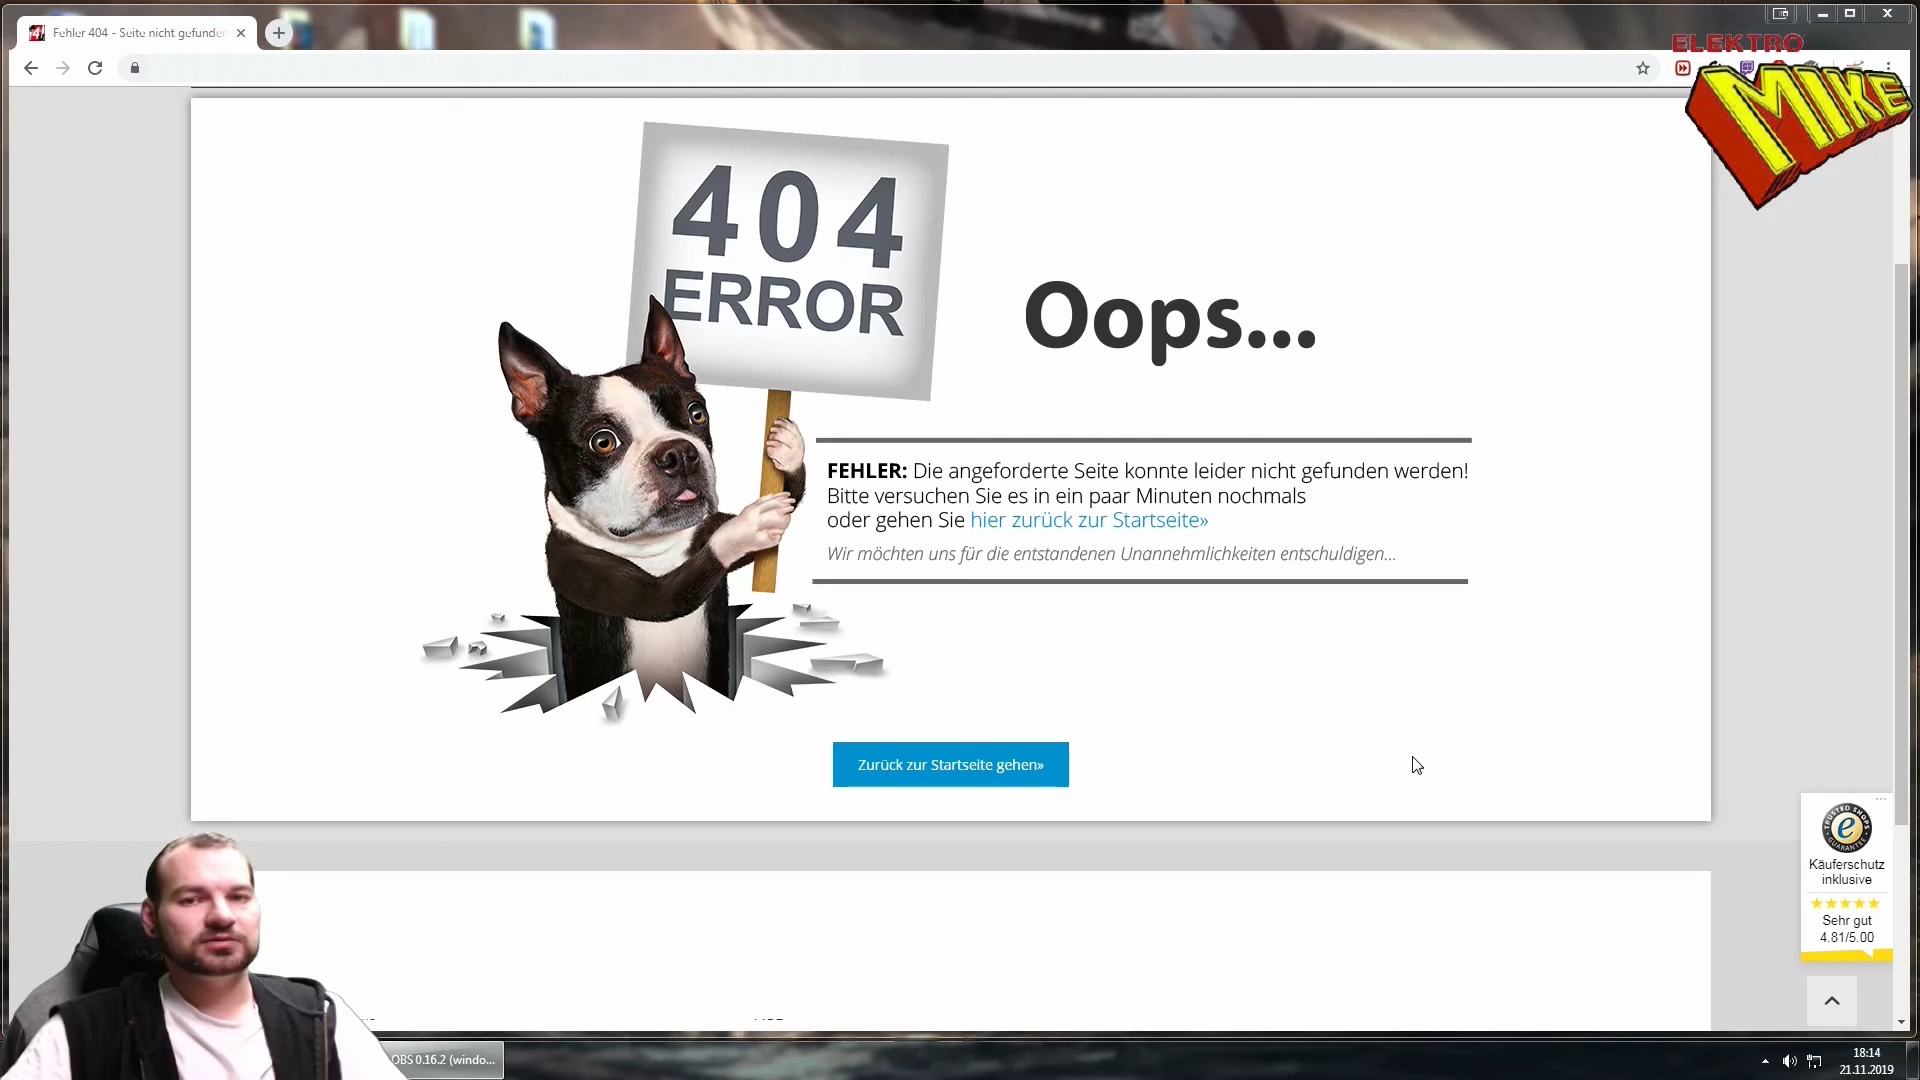 Fehler 404 - Seite nicht gefunden
ELEKTRO
MIKE
404
ERROR
Oops...
FEHLER: Die angeforderte Seite konnte leider nicht gefunden werden!
Bitte versuchen Sie es in ein paar Minuten nochmals
oder gehen Sie hier zurück zur Startseite»
Wir möchten uns für die entstandenen Unannehmlichkeiten entschuldigen...
Zurück zur Startseite gehen»
TRUSTED SHOPS
e
GUARANTEE
Käuferschutz
inklusive
Sehr gut
4.81/5.00
OBS 0.16.2 (windo...
18:14
21.11.2019